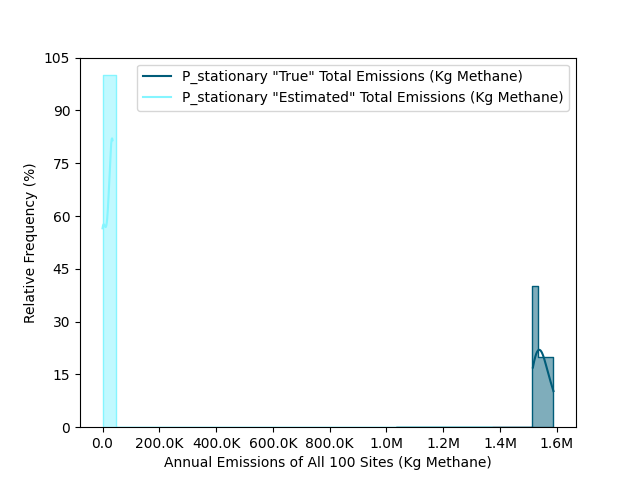 P_stationary "True" Total Emissions (Kg Methane)
P_stationary "Estimated" Total Emissions (Kg Methane)
105
90
75
60
45
30
15
0
Relative Frequency (%)
0.0 200.0K 400.0K 600.0K 800.0K 1.0M 1.2M 1.4M 1.6M
Annual Emissions of All 100 Sites (Kg Methane)